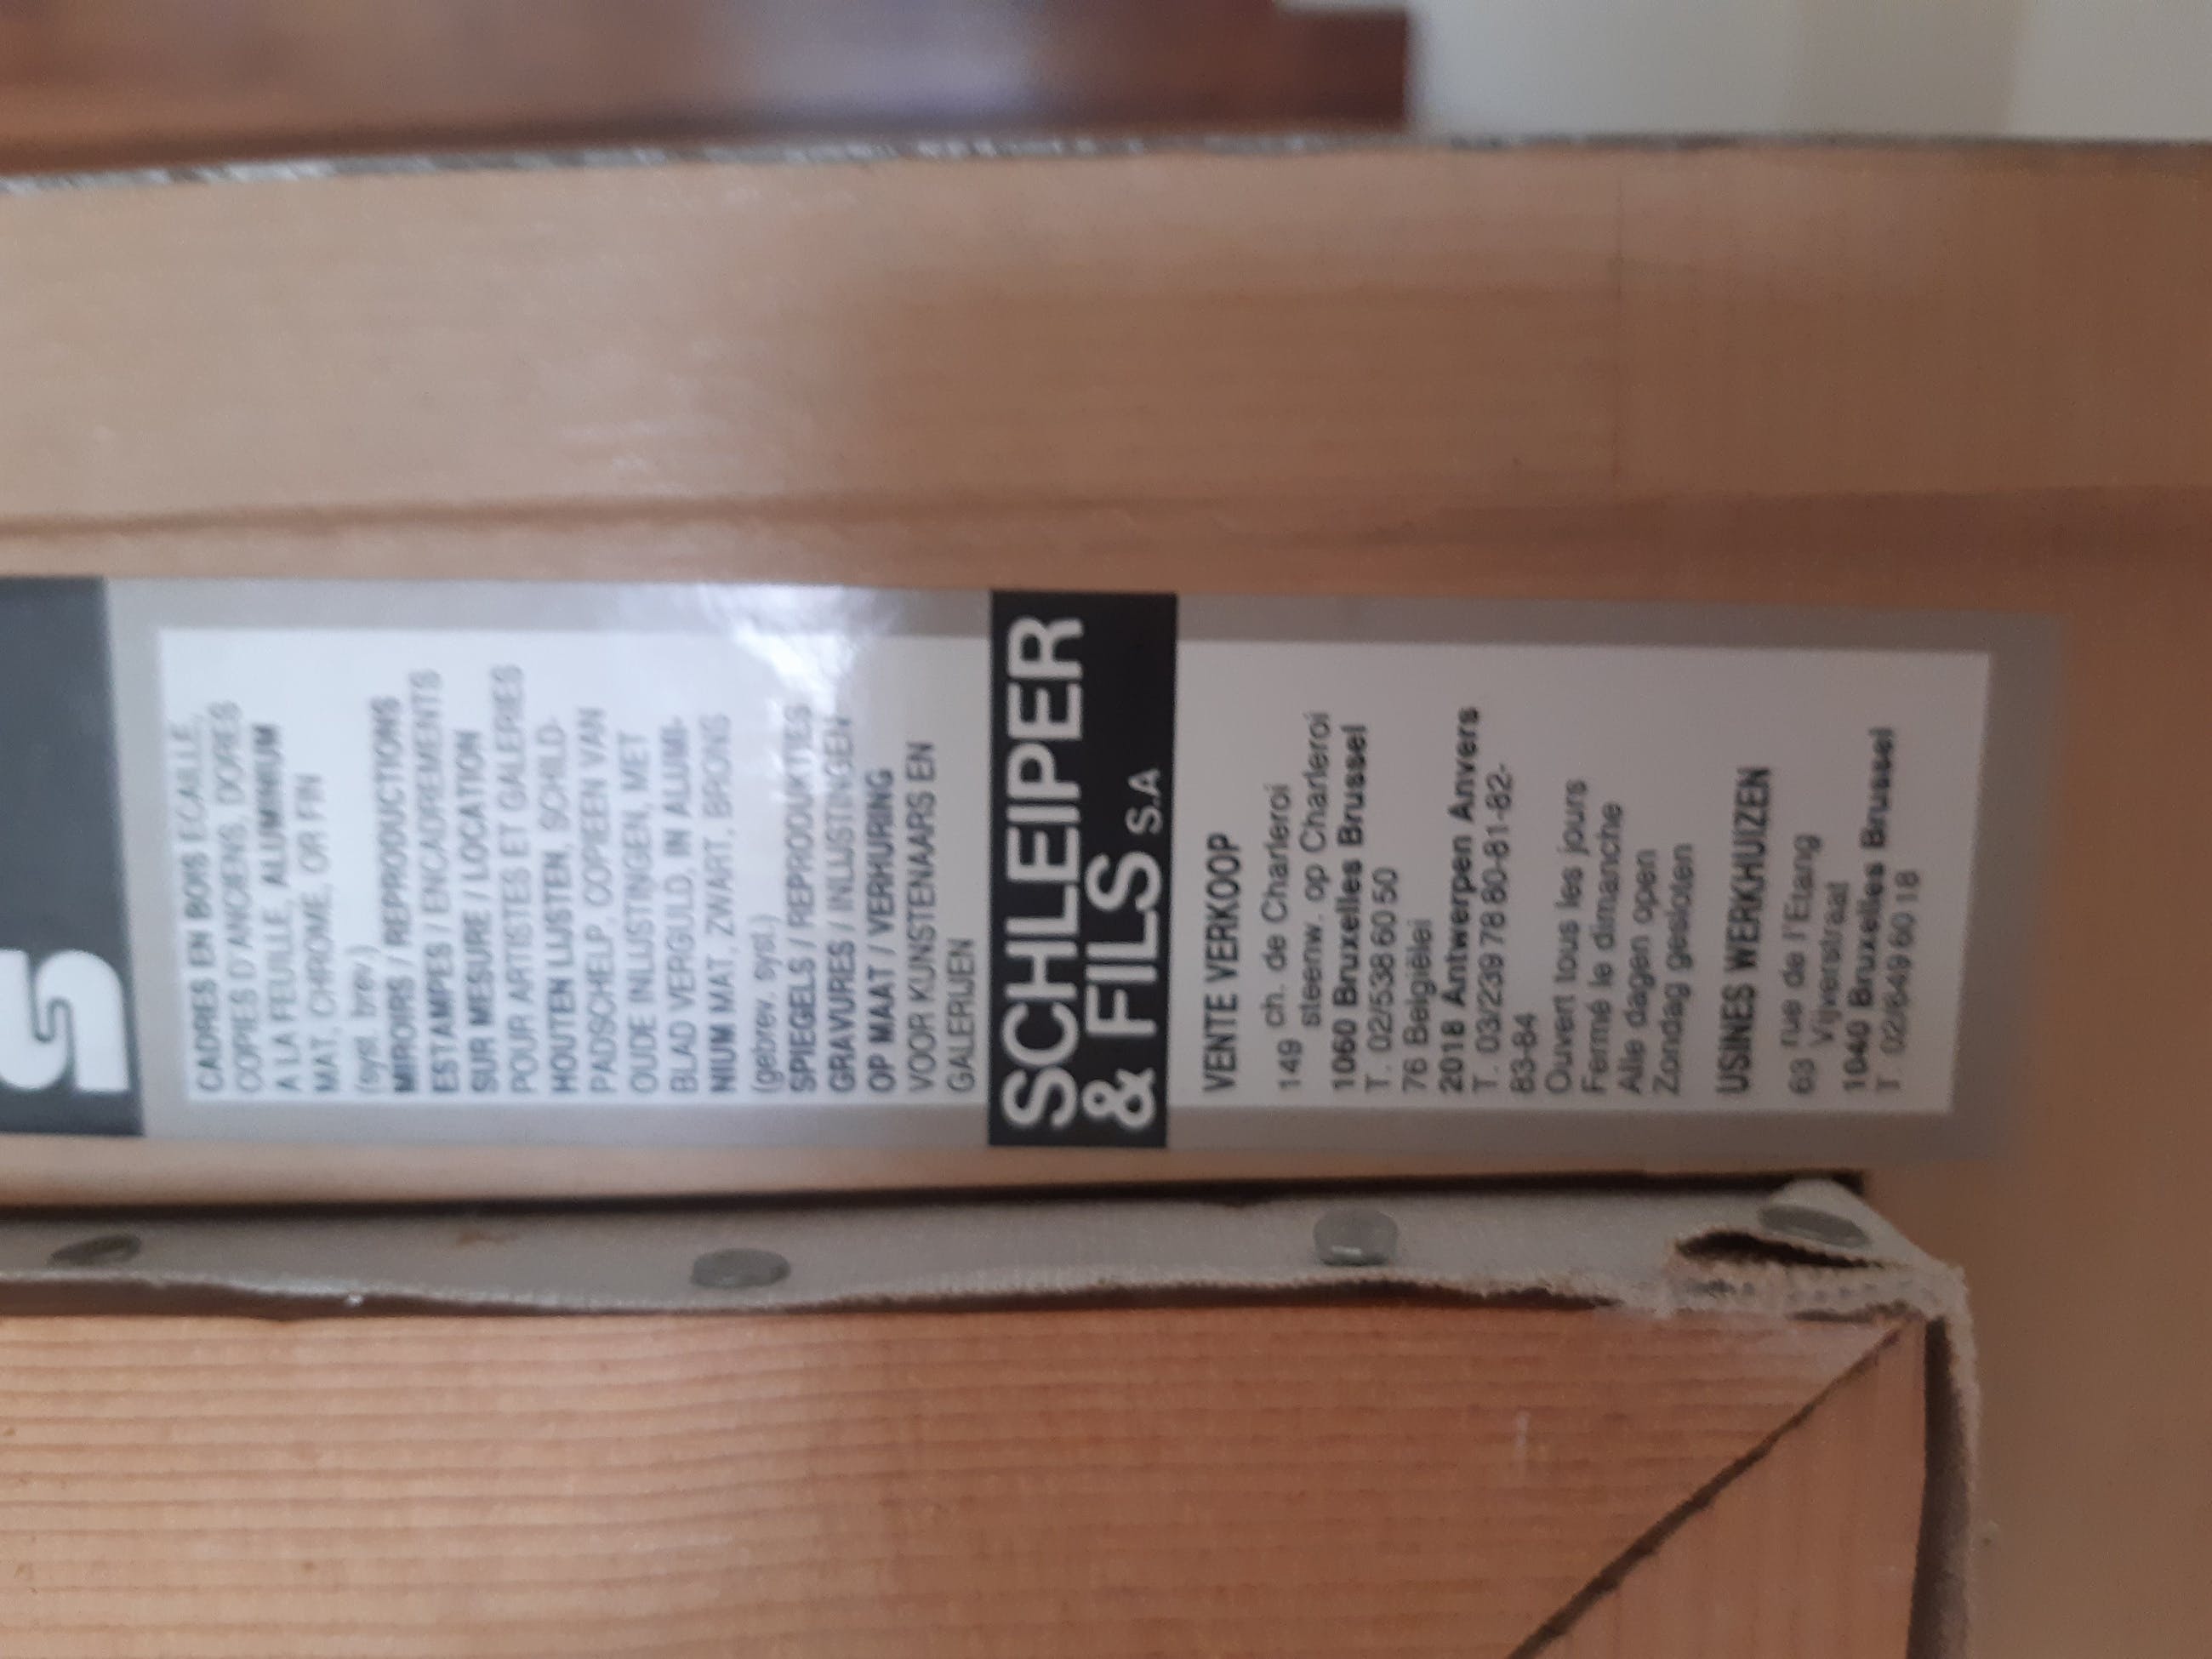 CADRES EN BOIS ECAILLE,
COPIES D'ANCIENS, DORES
A LA FEUILLE, ALUMINIUM
MAT, CHROME, OR FIN
(syst. brev.)
MIROIRS / REPRODUCTIONS
ESTAMPES / ENCADREMENTS
SUR MESURE / LOCATION
POUR ARTISTES ET GALERIES
HOUTEN LIJSTEN, SCHILD-
PADSCHELP, COPIEEN VAN
OUDE INLIJSTINGEN, MET
BLAD VERGULD, IN ALUMI-
NIUM MAT, ZWART, BRONS
(gebrev. syst.)
SPIEGELS / REPRODUKTIES
GRAVURES / INLIJSTINGEN
OP MAAT / VERHURING
VOOR KUNSTENAARS EN
GALERIJEN
SCHLEIPER
& FILS S.A
VENTE VERKOOP
149 ch. de Charleroi
steenw. op Charleroi
1060 Bruxelles Brussel
T. 02/538 60 50
76 Belgiëlei
2018 Antwerpen Anvers
T. 03/239 78 80-81-82-
83-84
Ouvert tous les jours
Fermé le dimanche
Alle dagen open
Zondag gesloten
USINES WERKHUIZEN
63 rue de l'Etang
Vijverstraat
1040 Bruxelles Brussel
T. 02/649 60 18